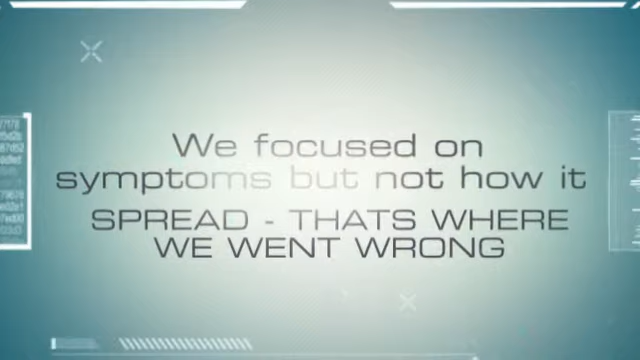 We focused on
symptoms but not how it
SPREAD - THATS WHERE
WE WENT WRONG